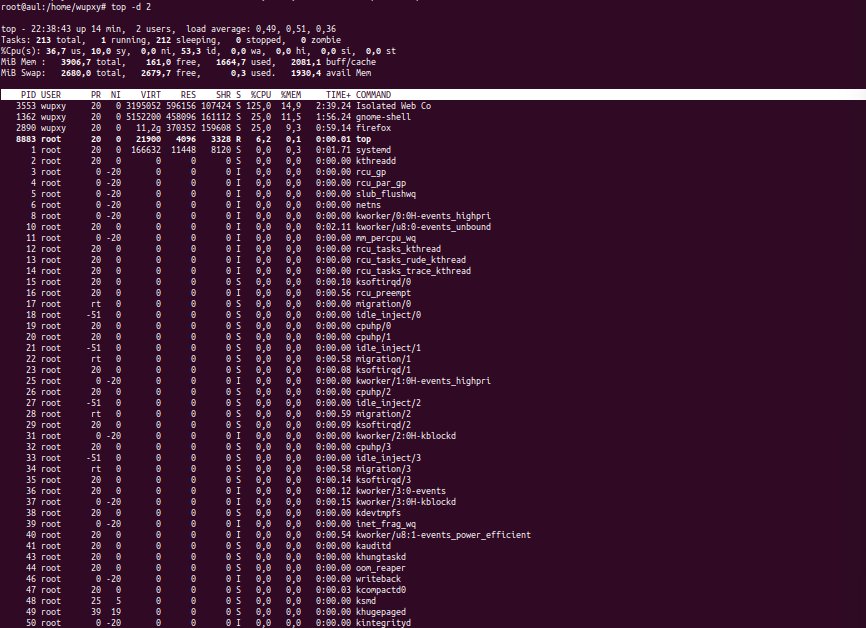 root@aul:/home/wupxy# top -d 2
top - 22:38:43 up 14 min,  2 users,  load average: 0,49, 0,51, 0,36
Tasks: 213 total,   1 running, 212 sleeping,   0 stopped,   0 zombie
%Cpu(s): 36,7 us, 10,0 sy,  0,0 ni, 53,3 id,  0,0 wa,  0,0 hi,  0,0 si,  0,0 st
MiB Mem :   3906,7 total,    161,0 free,   1664,7 used,   2081,1 buff/cache
MiB Swap:   2680,0 total,   2679,7 free,      0,3 used.   1930,4 avail Mem
PID USER PR NI VIRT RES SHR S %CPU %MEM TIME+ COMMAND
3553 wupxy 20 0 3195052 596156 107424 S 125,0 14,9 2:39.24 Isolated Web Co
1362 wupxy 20 0 5152200 458096 161112 S 25,0 11,5 1:56.24 gnome-shell
2890 wupxy 20 0 11,2g 370352 159608 S 25,0 9,3 0:59.14 firefox
8883 root 20 0 21900 4096 3328 R 6,2 0,1 0:00.01 top
1 root 20 0 166632 11448 8120 S 0,0 0,3 0:01.71 systemd
2 root 20 0 0 0 0 S 0,0 0,0 0:00.00 kthreadd
3 root 0 -20 0 0 0 I 0,0 0,0 0:00.00 rcu_gp
4 root 0 -20 0 0 0 I 0,0 0,0 0:00.00 rcu_par_gp
5 root 0 -20 0 0 0 I 0,0 0,0 0:00.00 slub_flushwq
6 root 0 -20 0 0 0 I 0,0 0,0 0:00.00 netns
8 root 0 -20 0 0 0 I 0,0 0,0 0:00.00 kworker/0:0H-events_highpri
10 root 20 0 0 0 0 I 0,0 0,0 0:02.11 kworker/u8:0-events_unbound
11 root 0 -20 0 0 0 I 0,0 0,0 0:00.00 mm_percpu_wq
12 root 20 0 0 0 0 I 0,0 0,0 0:00.00 rcu_tasks_kthread
13 root 20 0 0 0 0 I 0,0 0,0 0:00.00 rcu_tasks_rude_kthread
14 root 20 0 0 0 0 I 0,0 0,0 0:00.00 rcu_tasks_trace_kthread
15 root 20 0 0 0 0 S 0,0 0,0 0:00.10 ksoftirqd/0
16 root 20 0 0 0 0 I 0,0 0,0 0:00.56 rcu_preempt
17 root rt 0 0 0 0 S 0,0 0,0 0:00.00 migration/0
18 root -51 0 0 0 0 S 0,0 0,0 0:00.00 idle_inject/0
19 root 20 0 0 0 0 S 0,0 0,0 0:00.00 cpuhp/0
20 root 20 0 0 0 0 S 0,0 0,0 0:00.00 cpuhp/1
21 root -51 0 0 0 0 S 0,0 0,0 0:00.00 idle_inject/1
22 root rt 0 0 0 0 S 0,0 0,0 0:00.58 migration/1
23 root 20 0 0 0 0 S 0,0 0,0 0:00.08 ksoftirqd/1
25 root 0 -20 0 0 0 I 0,0 0,0 0:00.00 kworker/1:0H-events_highpri
26 root 20 0 0 0 0 S 0,0 0,0 0:00.00 cpuhp/2
27 root -51 0 0 0 0 S 0,0 0,0 0:00.00 idle_inject/2
28 root rt 0 0 0 0 S 0,0 0,0 0:00.59 migration/2
29 root 20 0 0 0 0 S 0,0 0,0 0:00.09 ksoftirqd/2
31 root 0 -20 0 0 0 I 0,0 0,0 0:00.00 kworker/2:0H-kblockd
32 root 20 0 0 0 0 S 0,0 0,0 0:00.00 cpuhp/3
33 root -51 0 0 0 0 S 0,0 0,0 0:00.00 idle_inject/3
34 root rt 0 0 0 0 S 0,0 0,0 0:00.58 migration/3
35 root 20 0 0 0 0 S 0,0 0,0 0:00.14 ksoftirqd/3
36 root 20 0 0 0 0 I 0,0 0,0 0:00.12 kworker/3:0-events
37 root 0 -20 0 0 0 I 0,0 0,0 0:00.15 kworker/3:0H-kblockd
38 root 20 0 0 0 0 S 0,0 0,0 0:00.00 kdevtmpfs
39 root 0 -20 0 0 0 I 0,0 0,0 0:00.00 inet_frag_wq
40 root 20 0 0 0 0 I 0,0 0,0 0:00.54 kworker/u8:1-events_power_efficient
41 root 20 0 0 0 0 S 0,0 0,0 0:00.00 kauditd
43 root 20 0 0 0 0 S 0,0 0,0 0:00.00 khungtaskd
44 root 20 0 0 0 0 S 0,0 0,0 0:00.00 oom_reaper
46 root 0 -20 0 0 0 I 0,0 0,0 0:00.00 writeback
47 root 20 0 0 0 0 S 0,0 0,0 0:00.03 kcompactd0
48 root 25 5 0 0 0 S 0,0 0,0 0:00.00 ksmd
49 root 39 19 0 0 0 S 0,0 0,0 0:00.00 khugepaged
50 root 0 -20 0 0 0 I 0,0 0,0 0:00.00 kintegrityd